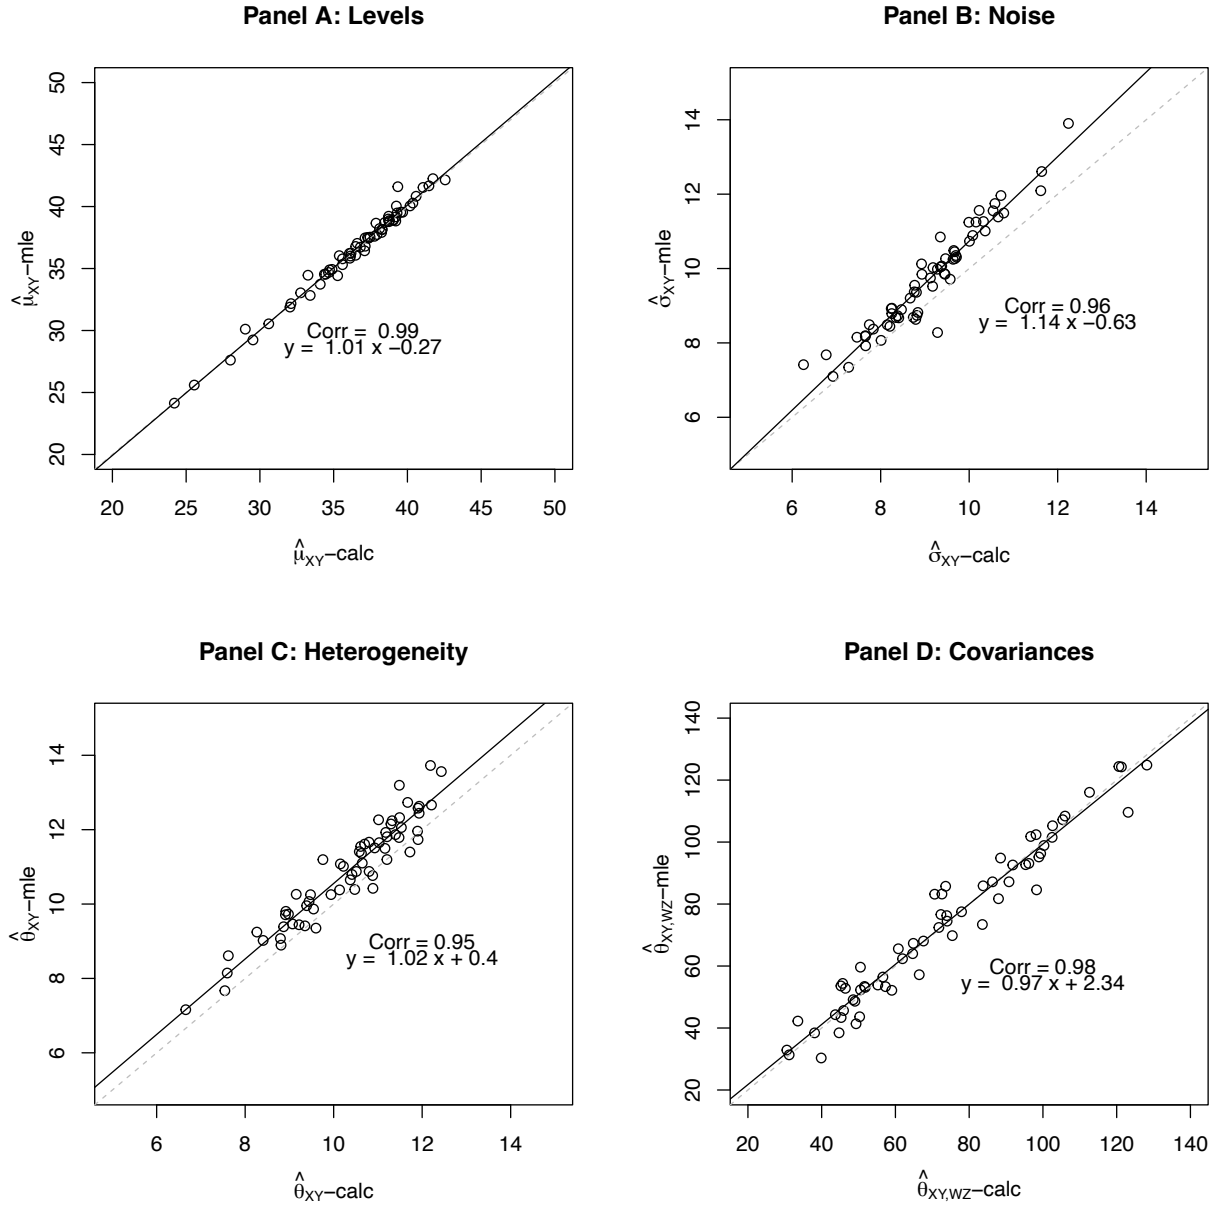 Panel A: Levels
50
45
40
35
30
25
20
μ̂XY−mle
Corr = 0.99
y = 1.01 x −0.27
20 25 30 35 40 45 50
μ̂XY−calc
Panel B: Noise
14
12
10
8
6
σ̂XY−mle
Corr = 0.96
y = 1.14 x −0.63
6 8 10 12 14
σ̂XY−calc
Panel C: Heterogeneity
14
12
10
8
6
θ̂XY−mle
Corr = 0.95
y = 1.02 x + 0.4
6 8 10 12 14
θ̂XY−calc
Panel D: Covariances
140
120
100
80
60
40
20
θ̂XY,WZ−mle
Corr = 0.98
y = 0.97 x + 2.34
20 40 60 80 100 120 140
θ̂XY,WZ−calc